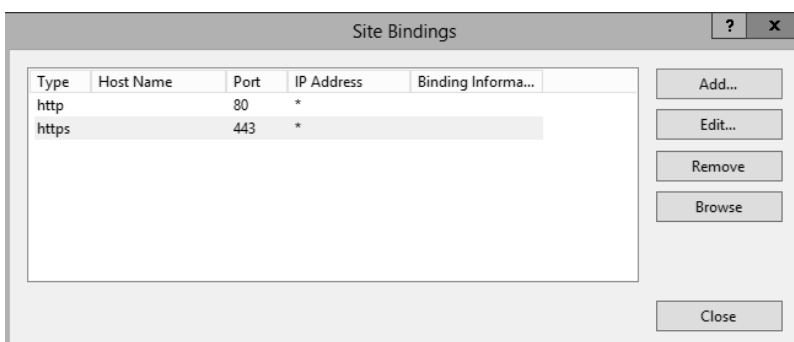 Site Bindings
? x
Type Host Name Port IP Address Binding Informa...
http 80 *
https 443 *
Add...
Edit...
Remove
Browse
Close